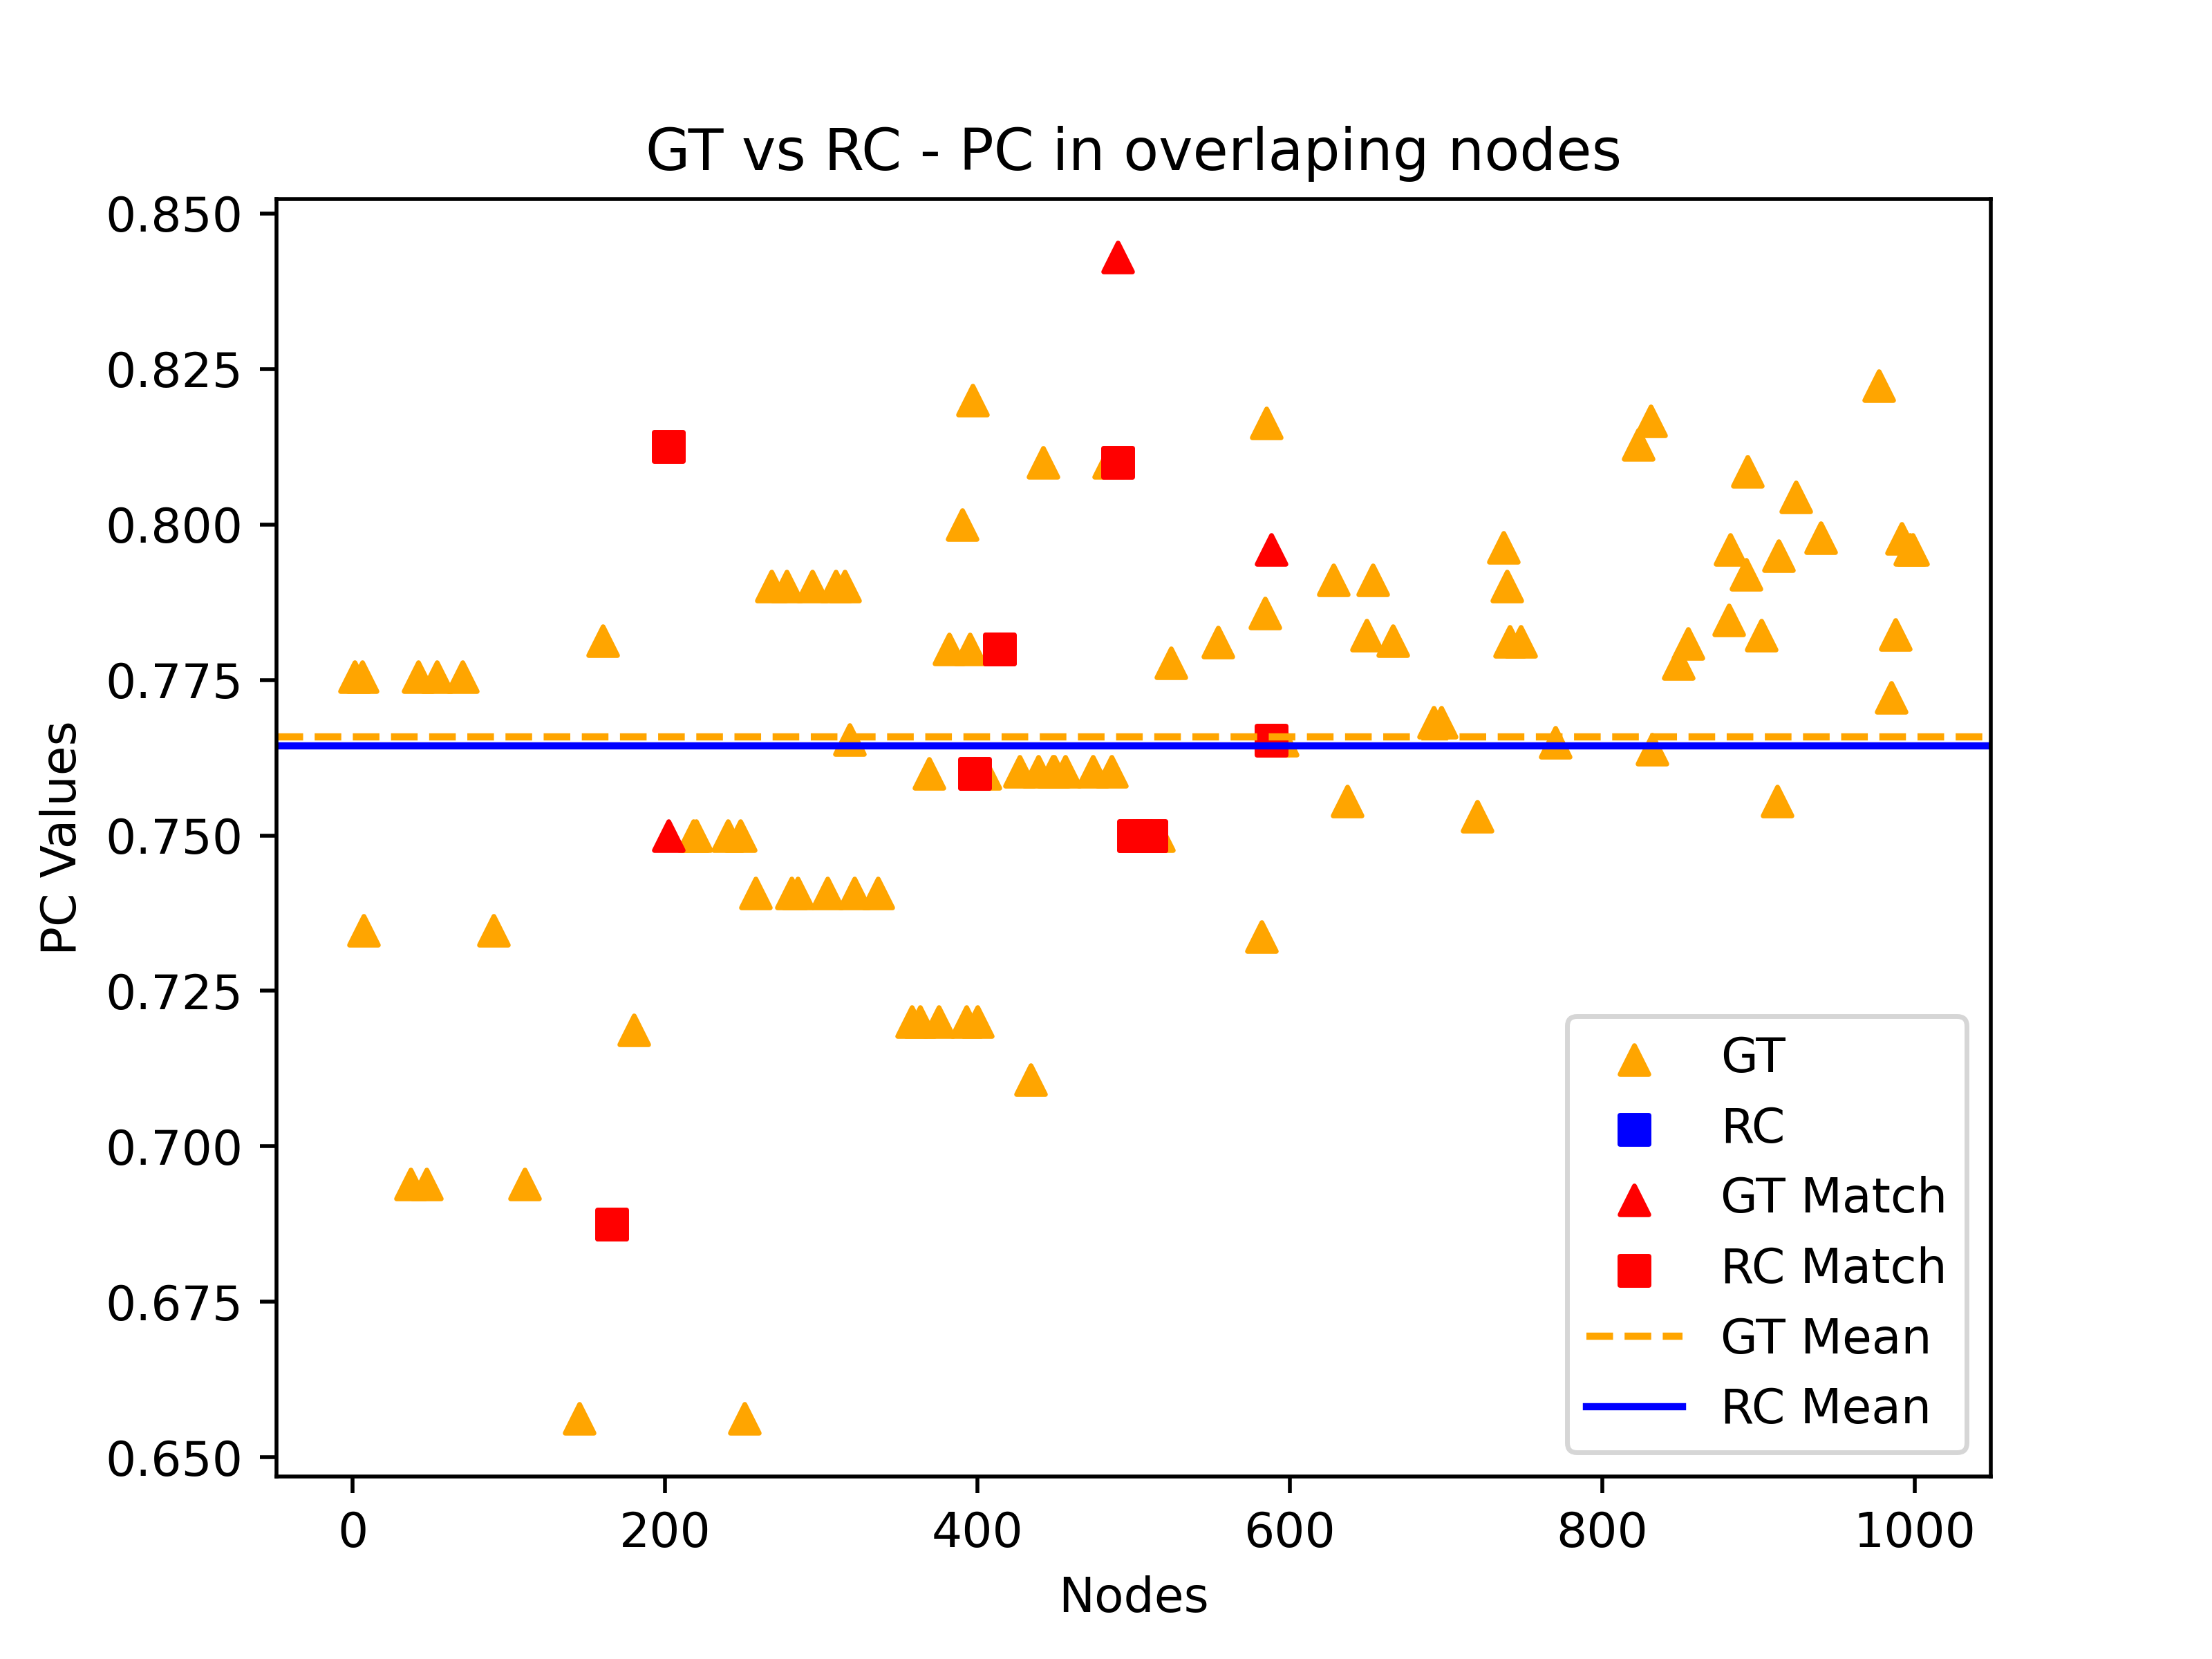 GT vs RC - PC in overlaping nodes
0.850
0.825
0.800
0.775
0.750
0.725
0.700
0.675
0.650
PC Values
GT
RC
GT Match
RC Match
GT Mean
RC Mean
0 200 400 600 800 1000
Nodes